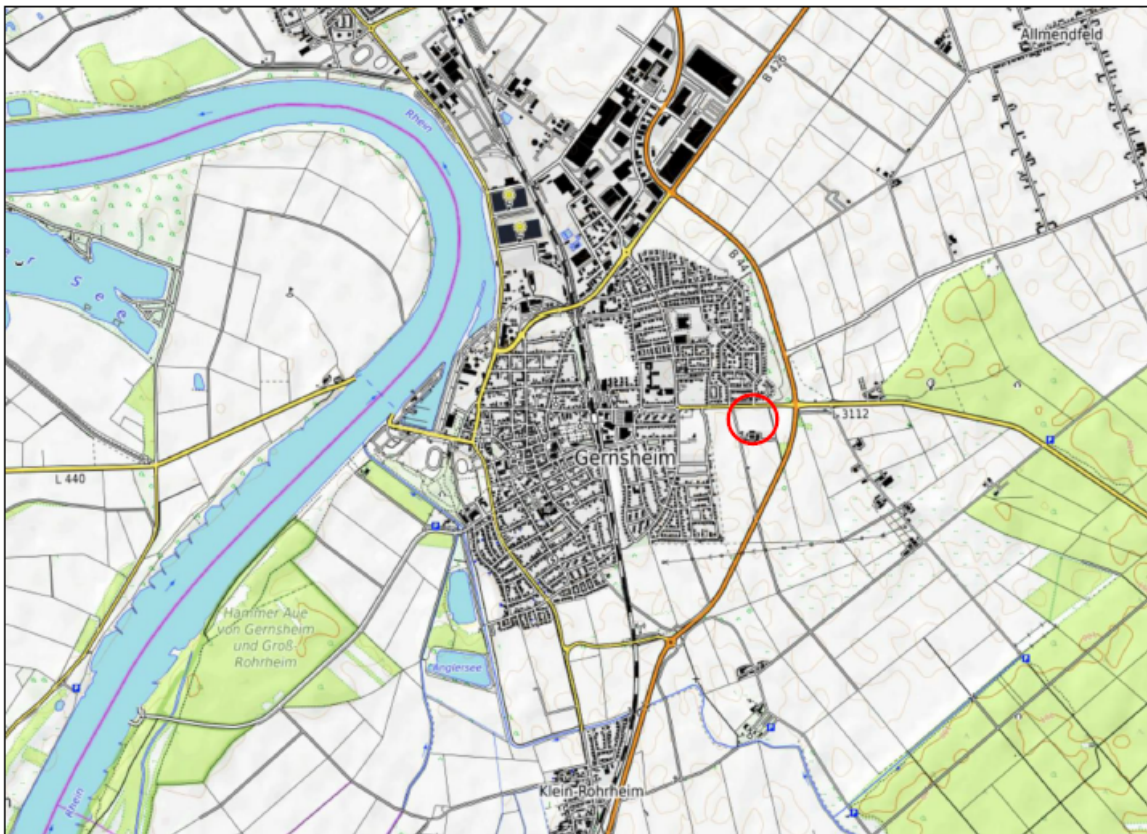 Allmendfeld
B 426
Rhein
r S e e
B 44
L 3112
Gernsheim
L 440
Hammer Aue
von Gernsheim
und Groß-
Rohrheim
Anglersee
Klein-Rohrheim
Rhein